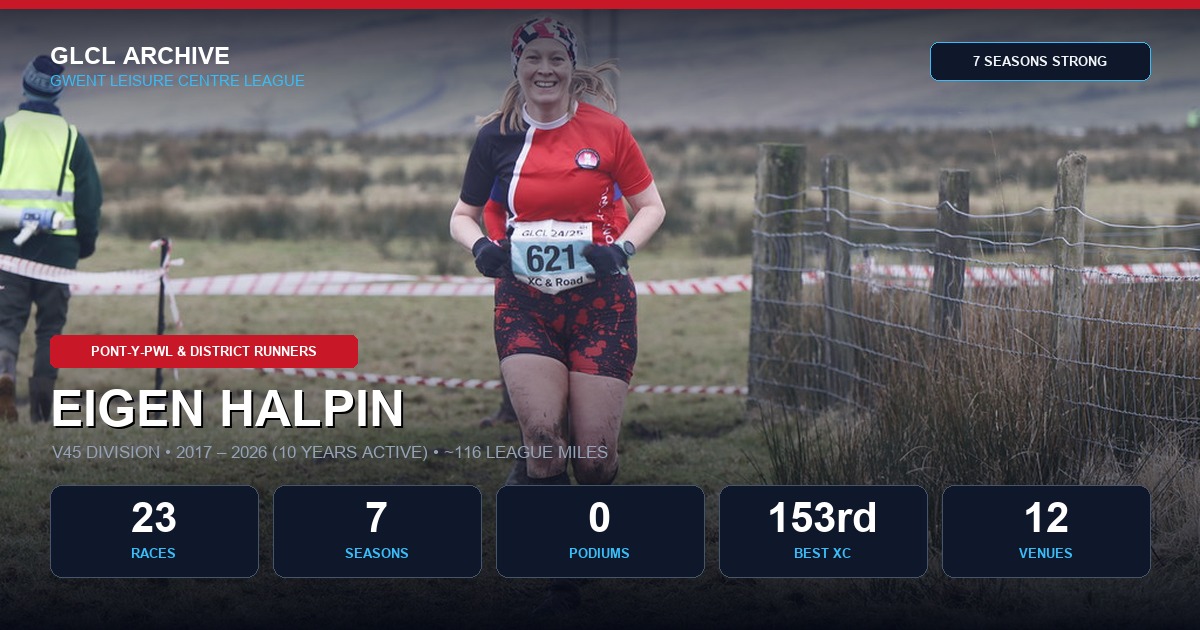 GLCL ARCHIVE
GWENT LEISURE CENTRE LEAGUE
7 SEASONS STRONG
GLCL 24/25
621
XC & Road
PONT-Y-PWL & DISTRICT RUNNERS
EIGEN HALPIN
V45 DIVISION • 2017 – 2026 (10 YEARS ACTIVE) • ~116 LEAGUE MILES
23
RACES
7
SEASONS
0
PODIUMS
153rd
BEST XC
12
VENUES